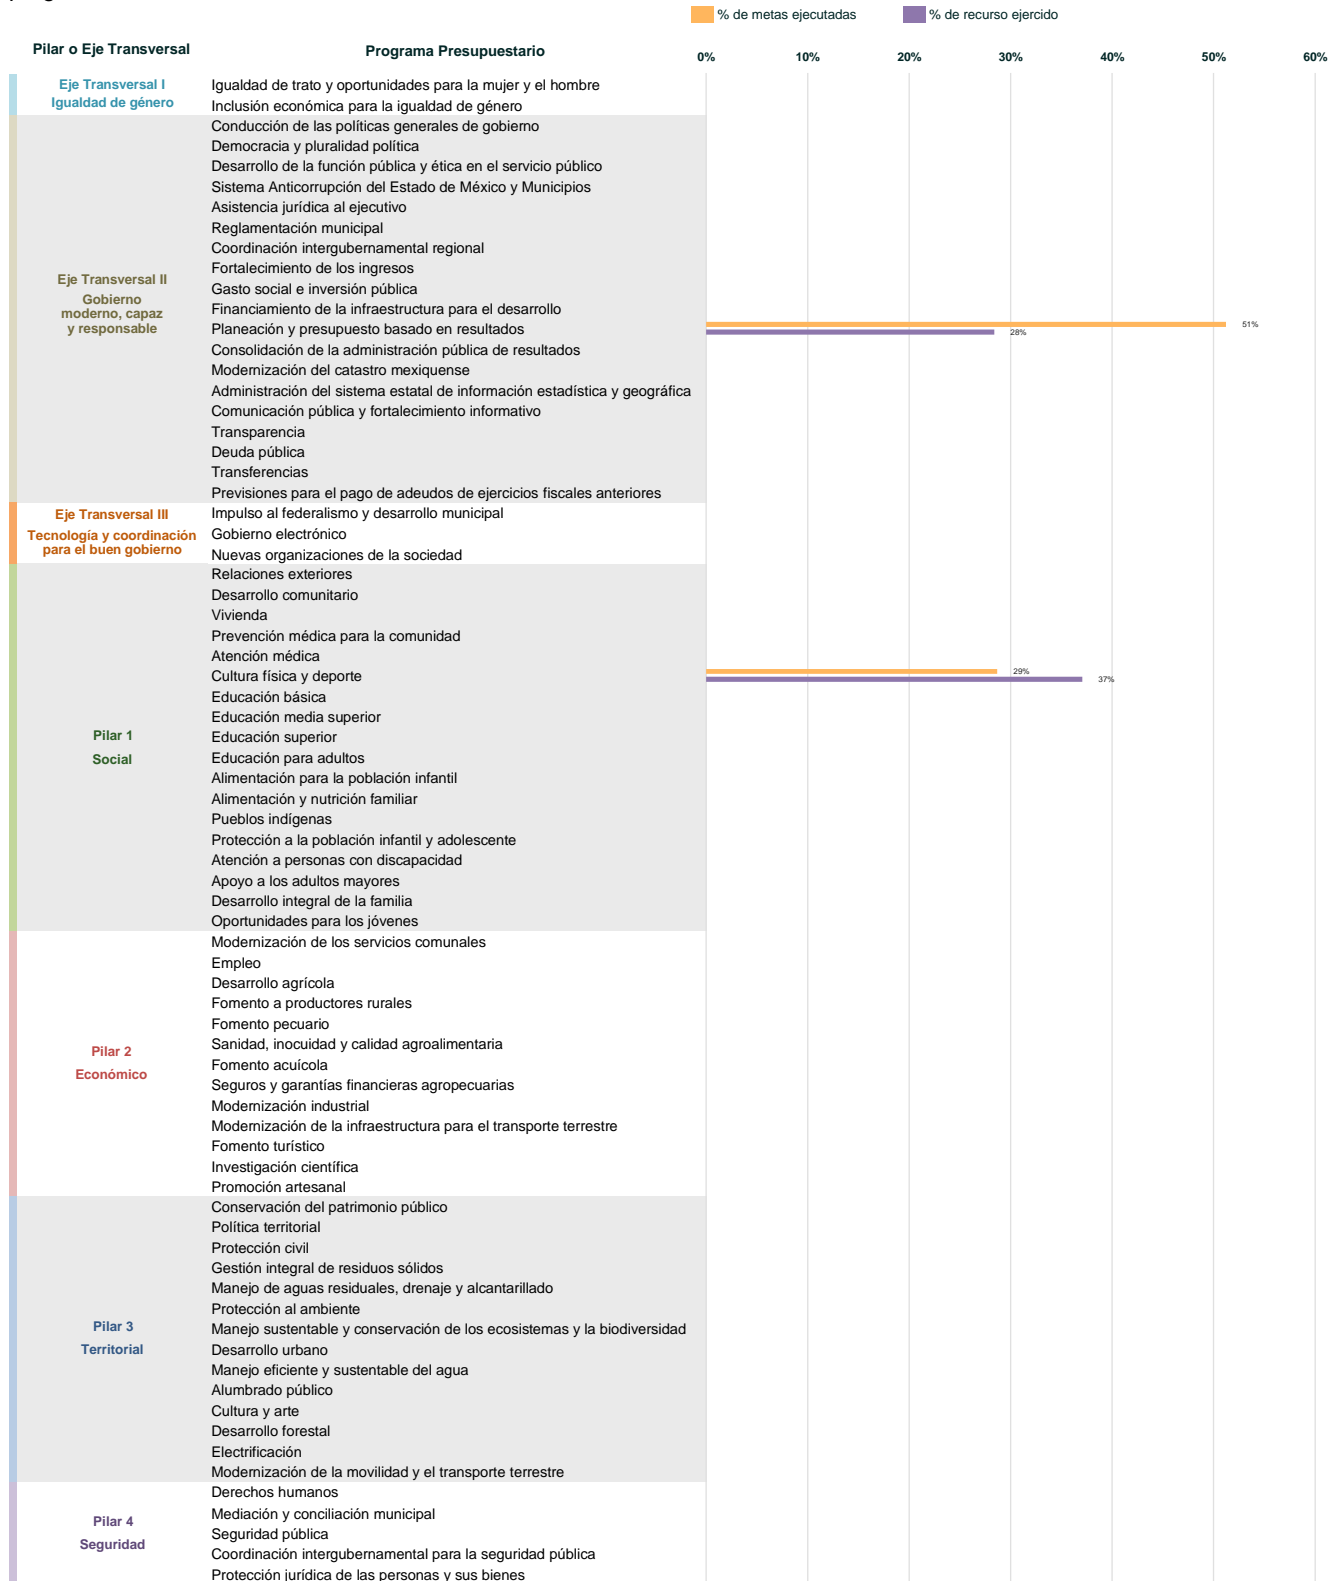 % de metas ejecutadas % de recurso ejercido
Pilar o Eje Transversal Programa Presupuestario 0% 10% 20% 30% 40% 50% 60%
Eje Transversal I
Igualdad de género
Igualdad de trato y oportunidades para la mujer y el hombre
Inclusión económica para la igualdad de género
Eje Transversal II
Gobierno
moderno, capaz
y responsable
Conducción de las políticas generales de gobierno
Democracia y pluralidad política
Desarrollo de la función pública y ética en el servicio público
Sistema Anticorrupción del Estado de México y Municipios
Asistencia jurídica al ejecutivo
Reglamentación municipal
Coordinación intergubernamental regional
Fortalecimiento de los ingresos
Gasto social e inversión pública
Financiamiento de la infraestructura para el desarrollo
Planeación y presupuesto basado en resultados
51%
28%
Consolidación de la administración pública de resultados
Modernización del catastro mexiquense
Administración del sistema estatal de información estadística y geográfica
Comunicación pública y fortalecimiento informativo
Transparencia
Deuda pública
Transferencias
Previsiones para el pago de adeudos de ejercicios fiscales anteriores
Eje Transversal III
Tecnología y coordinación
para el buen gobierno
Impulso al federalismo y desarrollo municipal
Gobierno electrónico
Nuevas organizaciones de la sociedad
Pilar 1
Social
Relaciones exteriores
Desarrollo comunitario
Vivienda
Prevención médica para la comunidad
Atención médica
Cultura física y deporte
29%
37%
Educación básica
Educación media superior
Educación superior
Educación para adultos
Alimentación para la población infantil
Alimentación y nutrición familiar
Pueblos indígenas
Protección a la población infantil y adolescente
Atención a personas con discapacidad
Apoyo a los adultos mayores
Desarrollo integral de la familia
Oportunidades para los jóvenes
Pilar 2
Económico
Modernización de los servicios comunales
Empleo
Desarrollo agrícola
Fomento a productores rurales
Fomento pecuario
Sanidad, inocuidad y calidad agroalimentaria
Fomento acuícola
Seguros y garantías financieras agropecuarias
Modernización industrial
Modernización de la infraestructura para el transporte terrestre
Fomento turístico
Investigación científica
Promoción artesanal
Pilar 3
Territorial
Conservación del patrimonio público
Política territorial
Protección civil
Gestión integral de residuos sólidos
Manejo de aguas residuales, drenaje y alcantarillado
Protección al ambiente
Manejo sustentable y conservación de los ecosistemas y la biodiversidad
Desarrollo urbano
Manejo eficiente y sustentable del agua
Alumbrado público
Cultura y arte
Desarrollo forestal
Electrificación
Modernización de la movilidad y el transporte terrestre
Pilar 4
Seguridad
Derechos humanos
Mediación y conciliación municipal
Seguridad pública
Coordinación intergubernamental para la seguridad pública
Protección jurídica de las personas y sus bienes